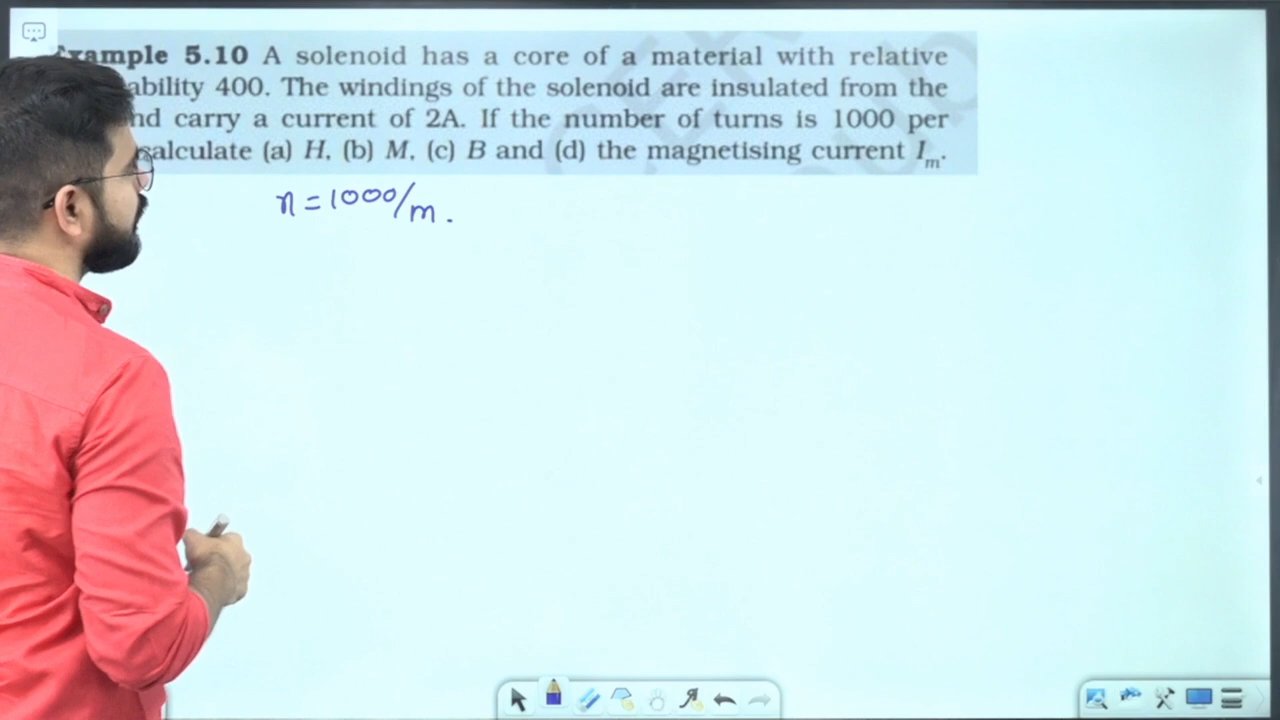 Example 5.10 A solenoid has a core of a material with relative
ability 400. The windings of the solenoid are insulated from the
nd carry a current of 2A. If the number of turns is 1000 per
calculate (a) H, (b) M, (c) B and (d) the magnetising current Im.
n = 1000/m.